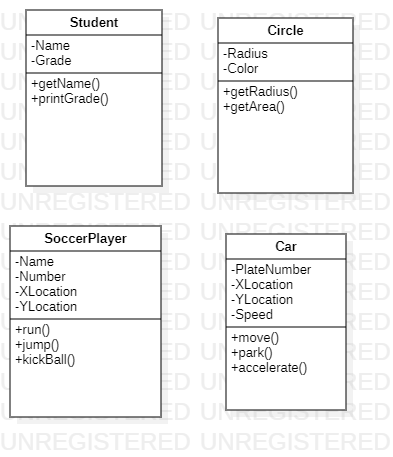 Student
-Name
-Grade
+getName()
+printGrade()
Circle
-Radius
-Color
+getRadius()
+getArea()
SoccerPlayer
-Name
-Number
-XLocation
-YLocation
+run()
+jump()
+kickBall()
Car
-PlateNumber
-XLocation
-YLocation
-Speed
+move()
+park()
+accelerate()
UNREGISTERED